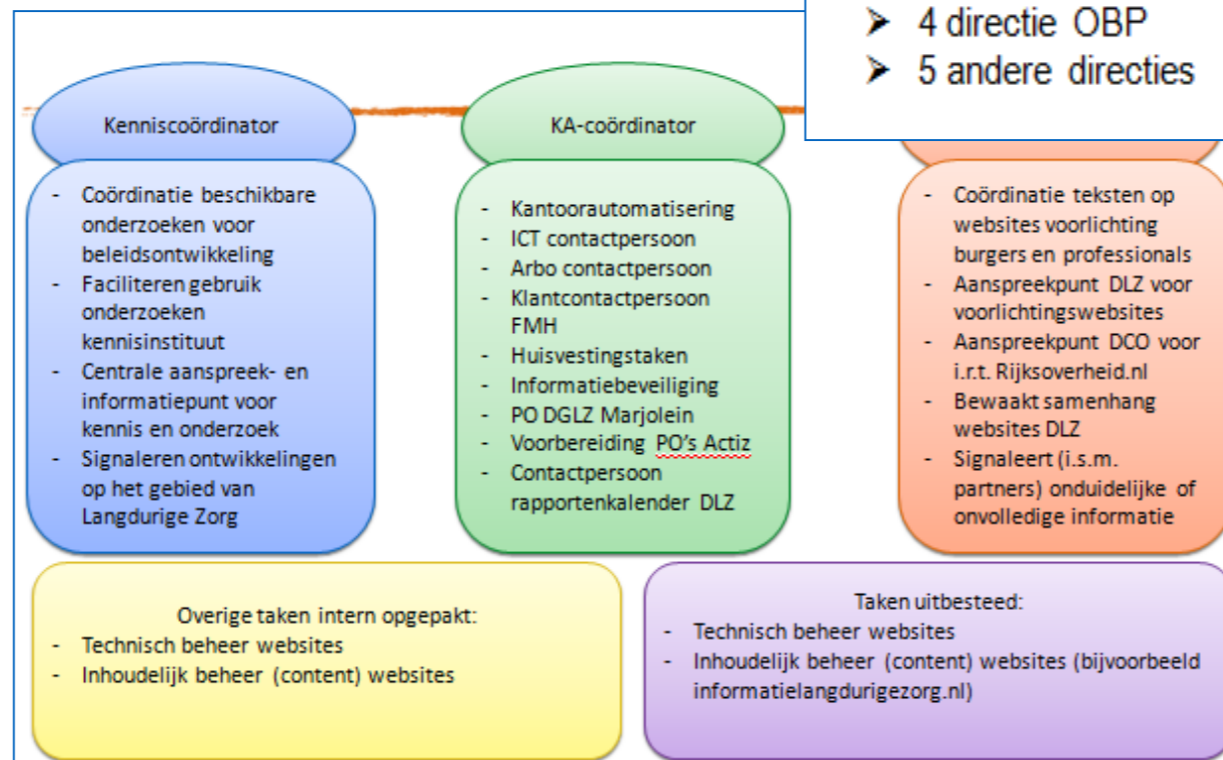 ➢ 4 directie OBP
➢ 5 andere directies
Kenniscoördinator
- Coördinatie beschikbare
onderzoeken voor
beleidsontwikkeling
- Faciliteren gebruik
onderzoeken
kennisinstituut
- Centrale aanspreek- en
informatiepunt voor
kennis en onderzoek
- Signaleren ontwikkelingen
op het gebied van
Langdurige Zorg
KA-coördinator
- Kantoorautomatisering
- ICT contactpersoon
- Arbo contactpersoon
- Klantcontactpersoon
FMH
- Huisvestingstaken
- Informatiebeveiliging
- PO DGLZ Marjolein
- Voorbereiding PO's Actiz
- Contactpersoon
rapportenkalender DLZ
- Coördinatie teksten op
websites voorlichting
burgers en professionals
- Aanspreekpunt DLZ voor
voorlichtingswebsites
- Aanspreekpunt DCO voor
i.r.t. Rijksoverheid.nl
- Bewaakt samenhang
websites DLZ
- Signaleert (i.s.m.
partners) onduidelijke of
onvolledige informatie
Overige taken intern opgepakt:
- Technisch beheer websites
- Inhoudelijk beheer (content) websites
Taken uitbesteed:
- Technisch beheer websites
- Inhoudelijk beheer (content) websites (bijvoorbeeld
informatielangdurigezorg.nl)